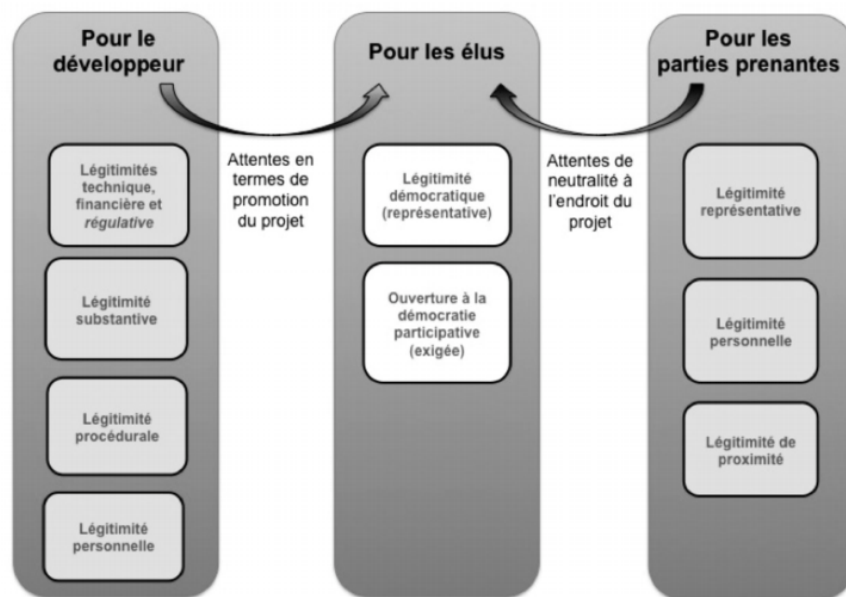 Pour le
développeur
Légitimités
technique,
financière et
régulative
Légitimité
substantive
Légitimité
procédurale
Légitimité
personnelle
Attentes en
termes de
promotion
du projet
Pour les élus
Légitimité
démocratique
(représentative)
Ouverture à la
démocratie
participative
(exigée)
Attentes de
neutralité à
l'endroit du
projet
Pour les
parties prenantes
Légitimité
représentative
Légitimité
personnelle
Légitimité de
proximité